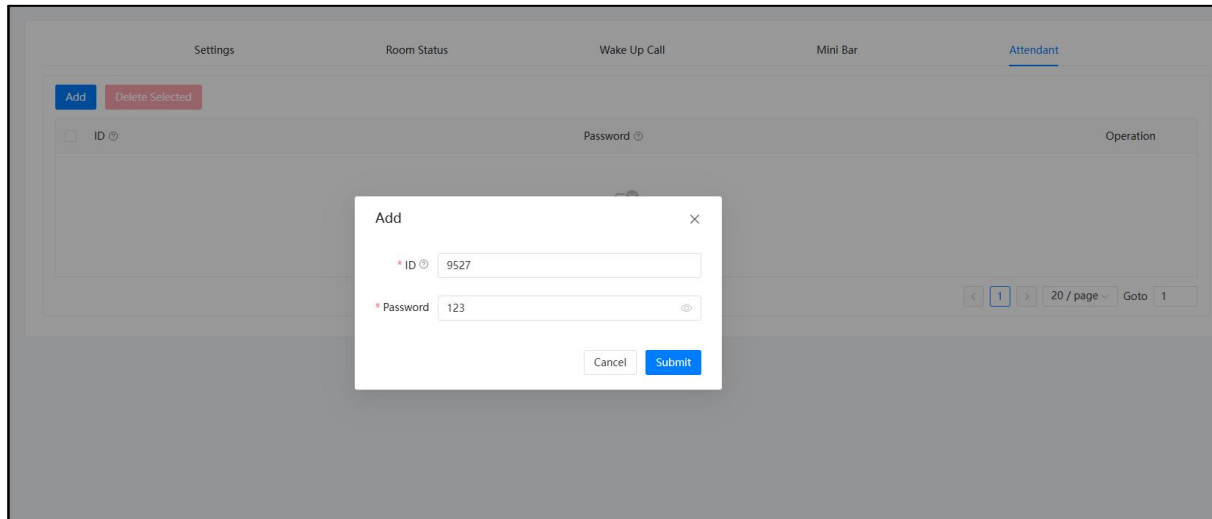 Settings Room Status Wake Up Call Mini Bar Attendant
Add Delete Selected
ID Password Operation
Add
* ID 9527
* Password 123
Cancel Submit
1 20 / page Goto 1